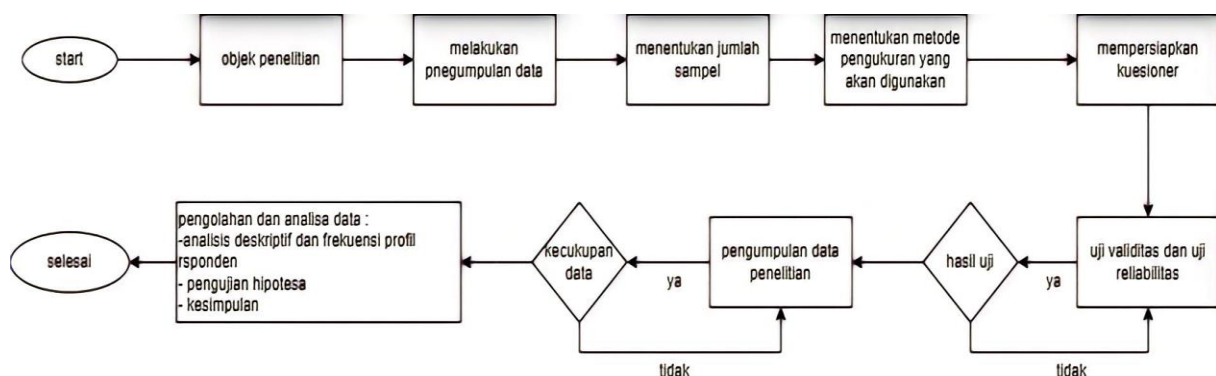 start
objek penelitian
melakukan
pnegumpulan data
menentukan jumlah
sampel
menentukan metode
pengukuran yang
akan digunakan
mempersiapkan
kuesioner
uji validitas dan uji
reliabilitas
ya
hasil uji
tidak
pengumpulan data
penelitian
ya
kecukupan
data
tidak
pengolahan dan analisa data :
-analisis deskriptif dan frekuensi profil
rsponden
- pengujian hipotesa
- kesimpulan
selesai